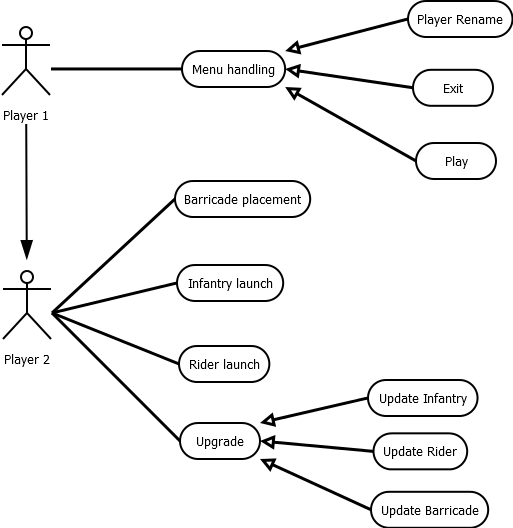 Player Rename
Menu handling
Exit
Player 1
Play
Barricade placement
Infantry launch
Player 2
Rider launch
Update Infantry
Upgrade
Update Rider
Update Barricade